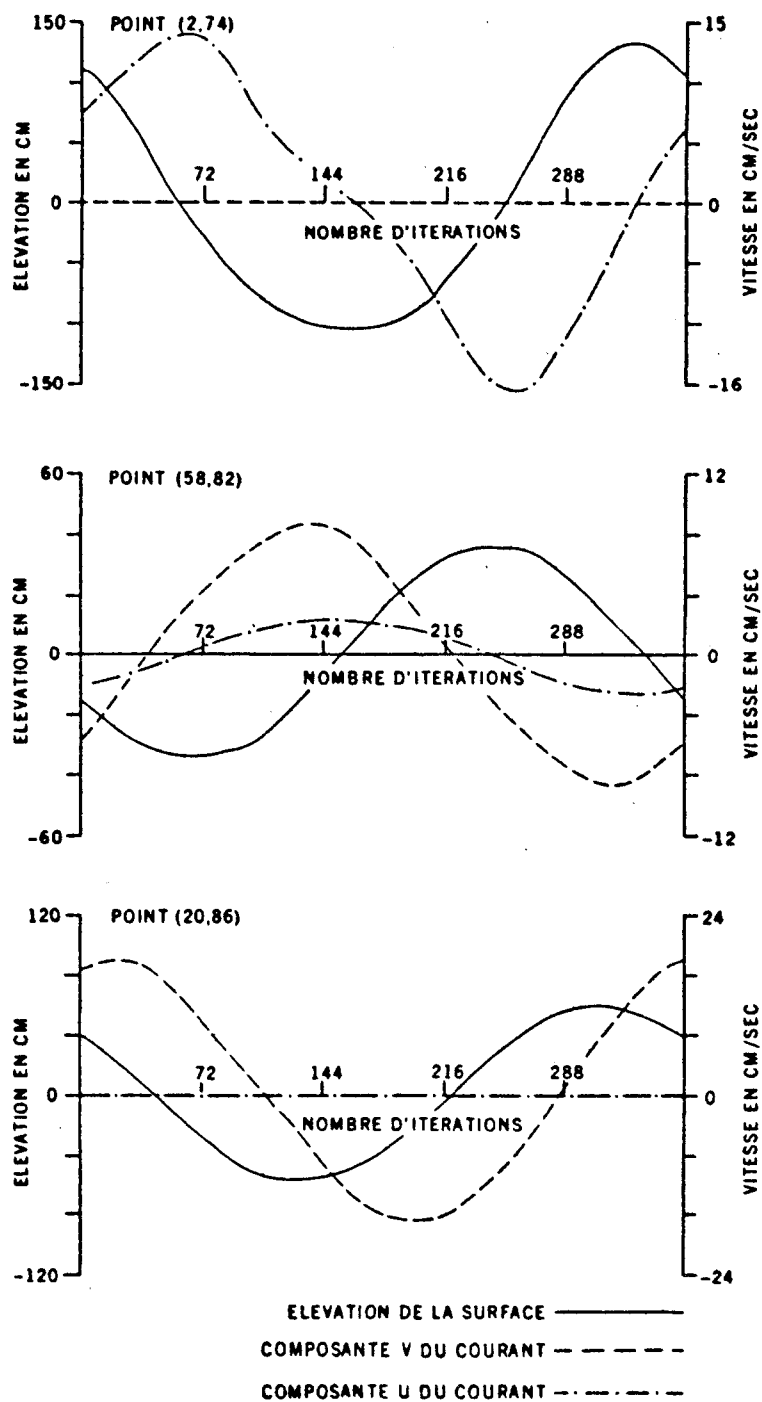 150 POINT (2,74) 15
ELEVATION EN CM
VITESSE EN CM/SEC
72 144 216 288
0 0
NOMBRE D'ITERATIONS
-150 -16
60 POINT (58,82) 12
ELEVATION EN CM
VITESSE EN CM/SEC
72 144 216 288
0 0
NOMBRE D'ITERATIONS
-60 -12
120 POINT (20,86) 24
ELEVATION EN CM
VITESSE EN CM/SEC
72 144 216 288
0 0
NOMBRE D'ITERATIONS
-120 -24
ELEVATION DE LA SURFACE
COMPOSANTE V DU COURANT
COMPOSANTE U DU COURANT